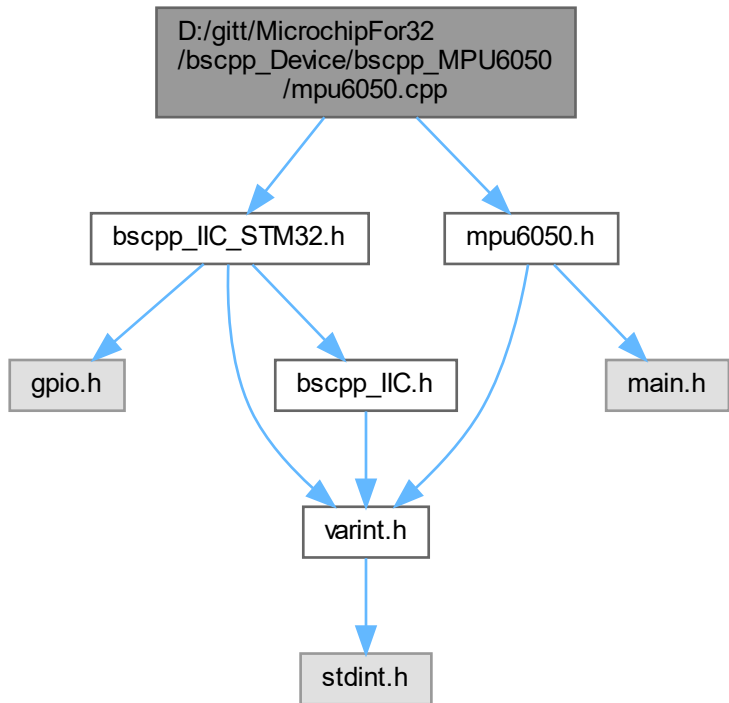 D:/gitt/MicrochipFor32
/bscpp_Device/bscpp_MPU6050
/mpu6050.cpp
bscpp_IIC_STM32.h
mpu6050.h
gpio.h
bscpp_IIC.h
main.h
varint.h
stdint.h